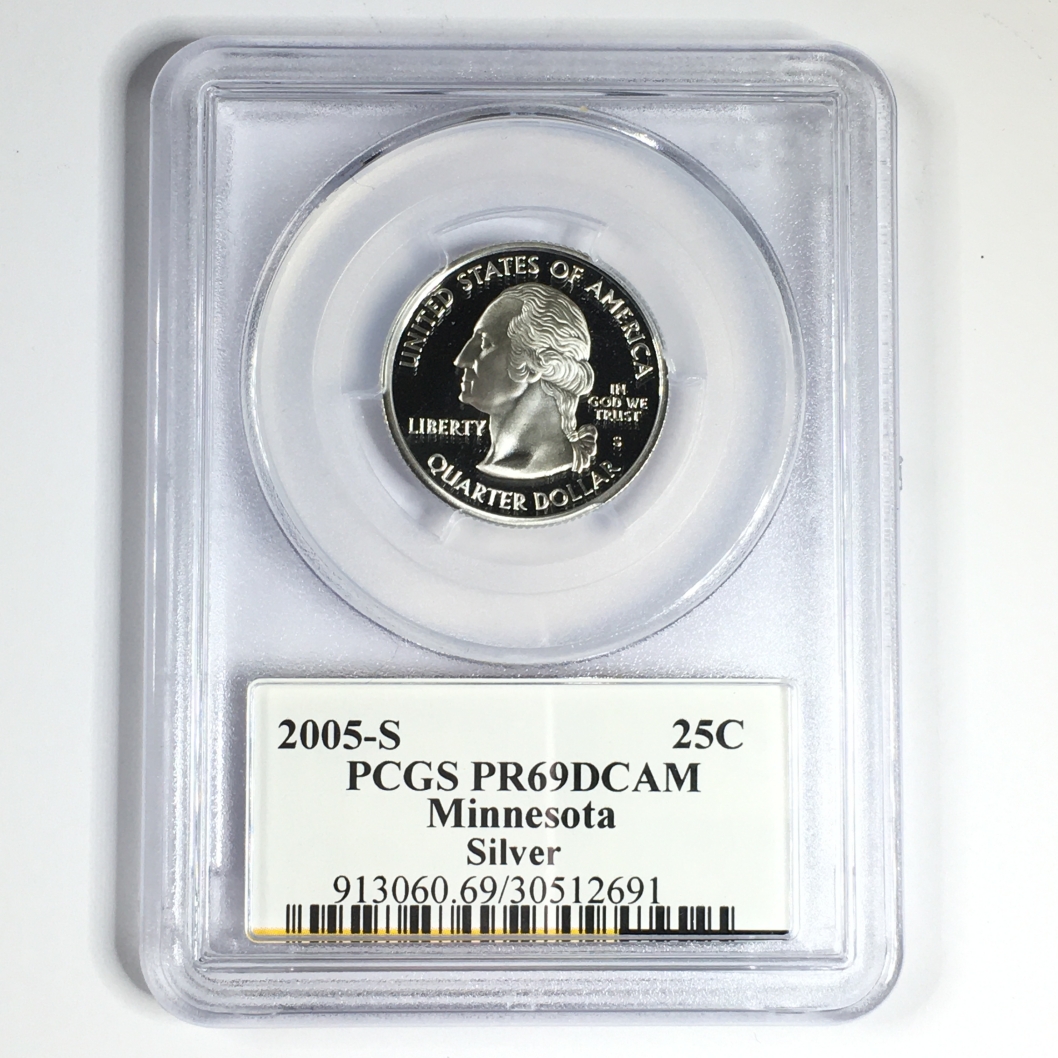 UNITED STATES OF AMERICA
IN
GOD WE
TRUST
LIBERTY
S
QUARTER DOLLAR
2005-S 25C
PCGS PR69DCAM
Minnesota
Silver
913060.69/30512691